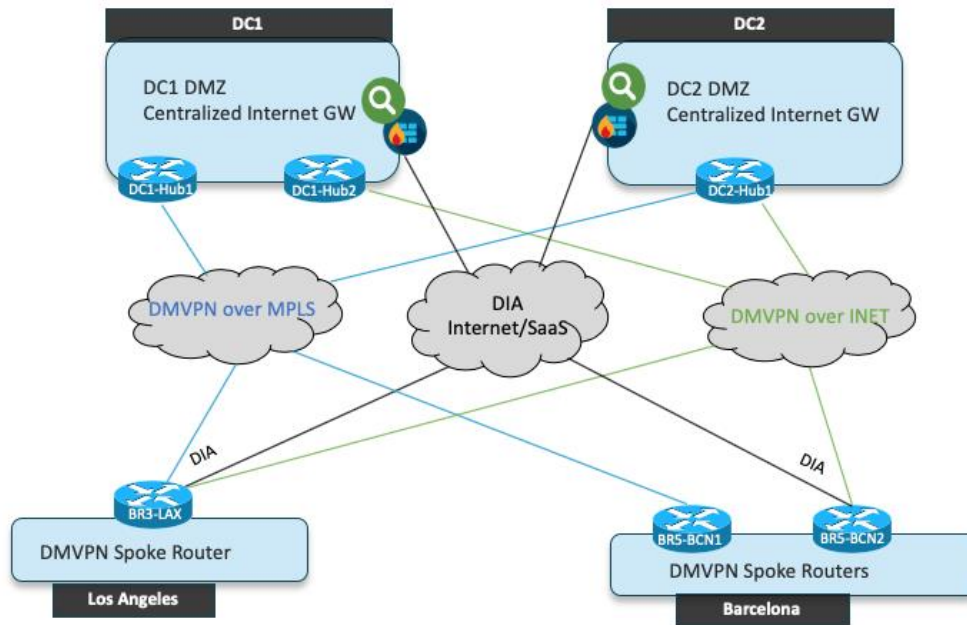 DC1
DC2
DC1 DMZ
Centralized Internet GW
DC2 DMZ
Centralized Internet GW
DC1-Hub1
DC1-Hub2
DC2-Hub1
DMVPN over MPLS
DIA
Internet/SaaS
DMVPN over INET
DIA
DIA
BR3-LAX
BR5-BCN1
BR5-BCN2
DMVPN Spoke Router
DMVPN Spoke Routers
Los Angeles
Barcelona